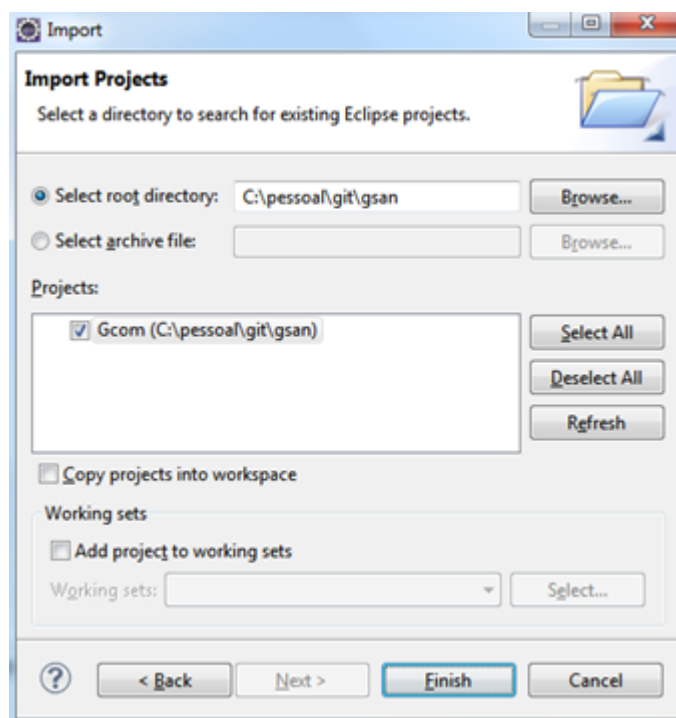 Import
Import Projects
Select a directory to search for existing Eclipse projects.
Select root directory: C:\pessoal\git\gsan Browse...
Select archive file: Browse...
Projects:
Gcom (C:\pessoal\git\gsan) Select All
Deselect All
Refresh
Copy projects into workspace
Working sets
Add project to working sets
Working sets: Select...
? < Back Next > Finish Cancel